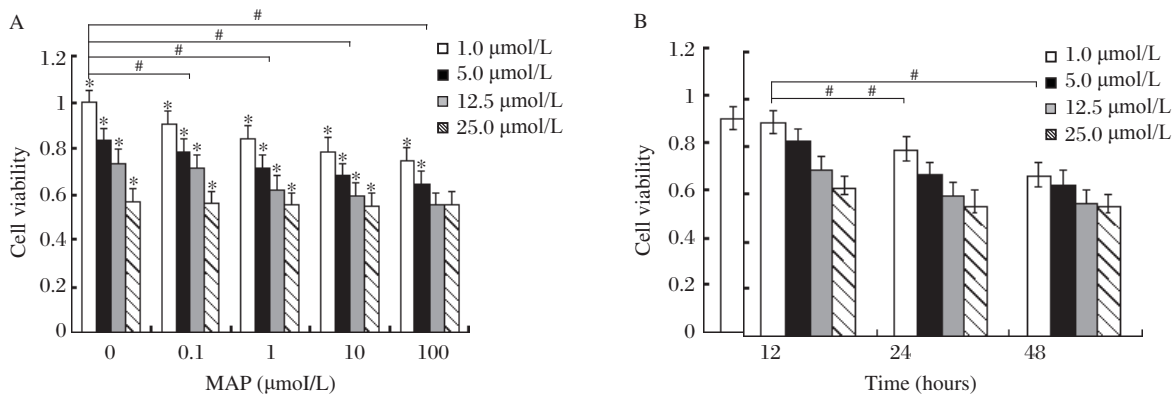 A
#
#
#
#
1.2
1
0.8
0.6
0.4
0.2
0
Cell viability
* * * *
* * * *
* * * *
* * * *
* *
1.0 μmol/L
5.0 μmol/L
12.5 μmol/L
25.0 μmol/L
0 0.1 1 10 100
MAP (μmoI/L)
B
#
# #
1.2
1
0.8
0.6
0.4
0.2
0
Cell viability
1.0 μmol/L
5.0 μmol/L
12.5 μmol/L
25.0 μmol/L
12 24 48
Time (hours)